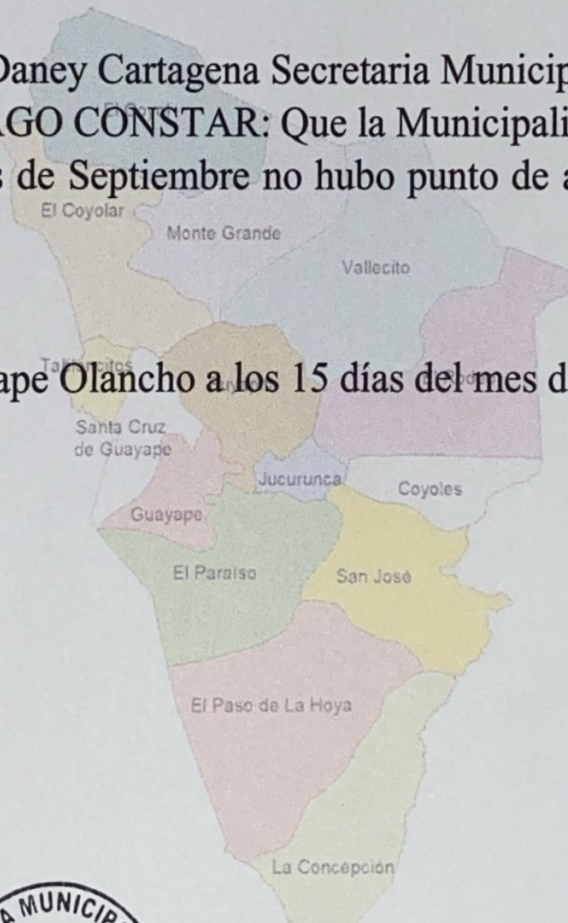 Daney Cartagena Secretaria Municip
AGO CONSTAR: Que la Municipali
s de Septiembre no hubo punto de a
El Coyolar
Monte Grande
Vallecito
ape Olancho a los 15 días del mes d
Santa Cruz
de Guayape
Jucurunca
Coyoles
Guayape
El Paraíso
San José
El Paso de La Hoya
La Concepción
A MUNICIP